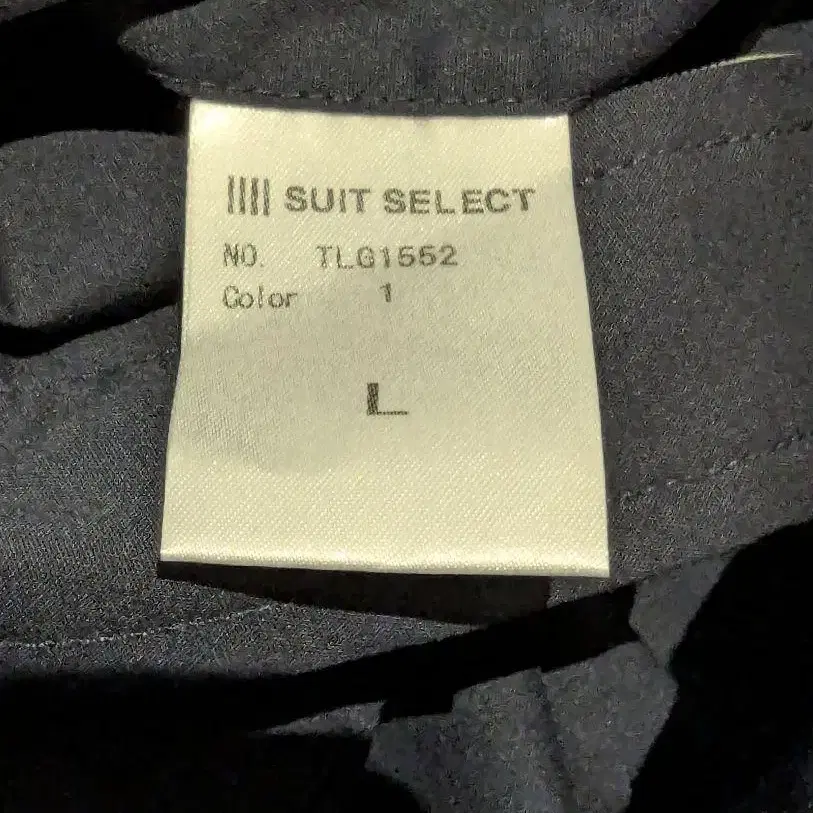 SUIT SELECT
NO. TLG1552
Color 1
L